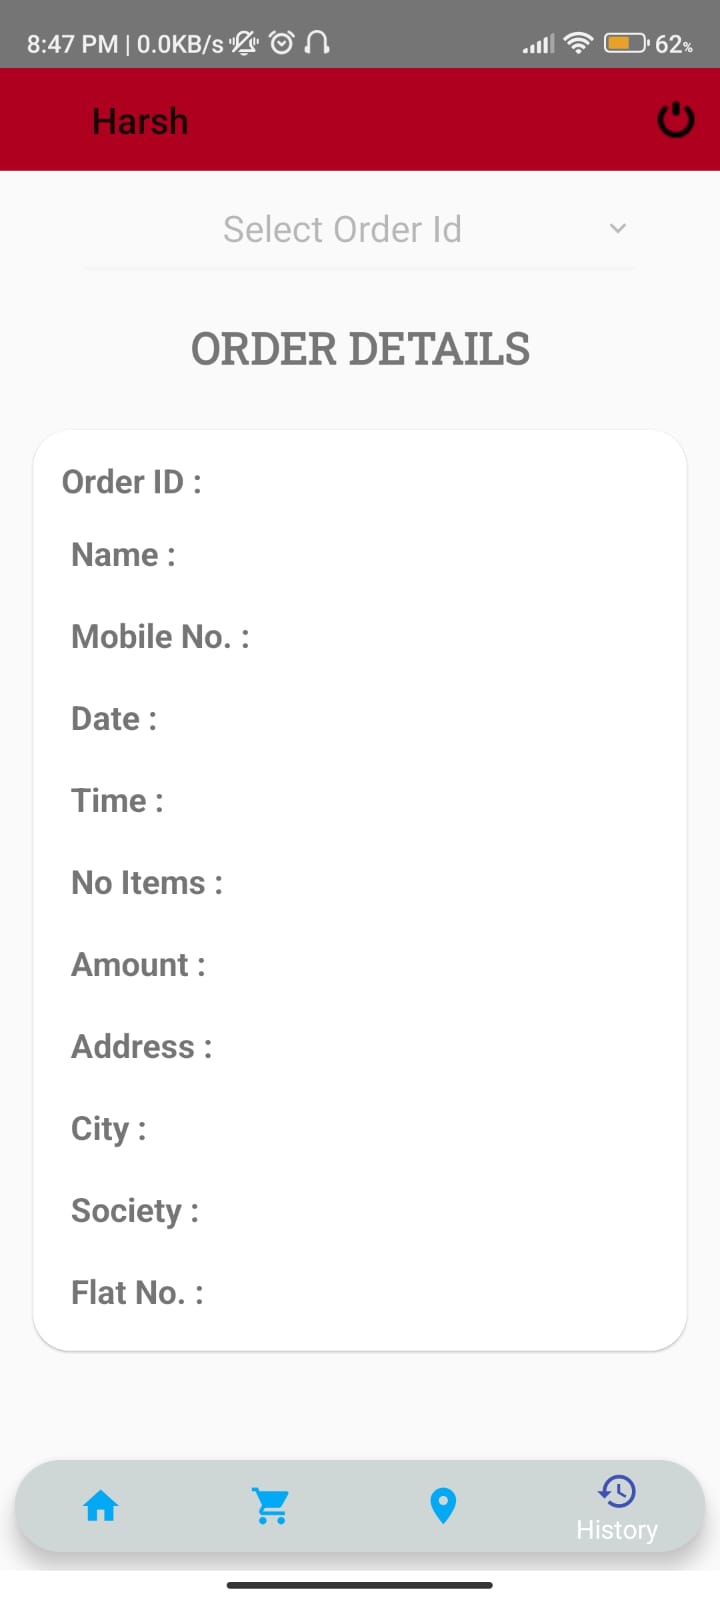 8:47 PM | 0.0KB/s 62%
Harsh
Select Order Id
ORDER DETAILS
Order ID :
Name :
Mobile No. :
Date :
Time :
No Items :
Amount :
Address :
City :
Society :
Flat No. :
History